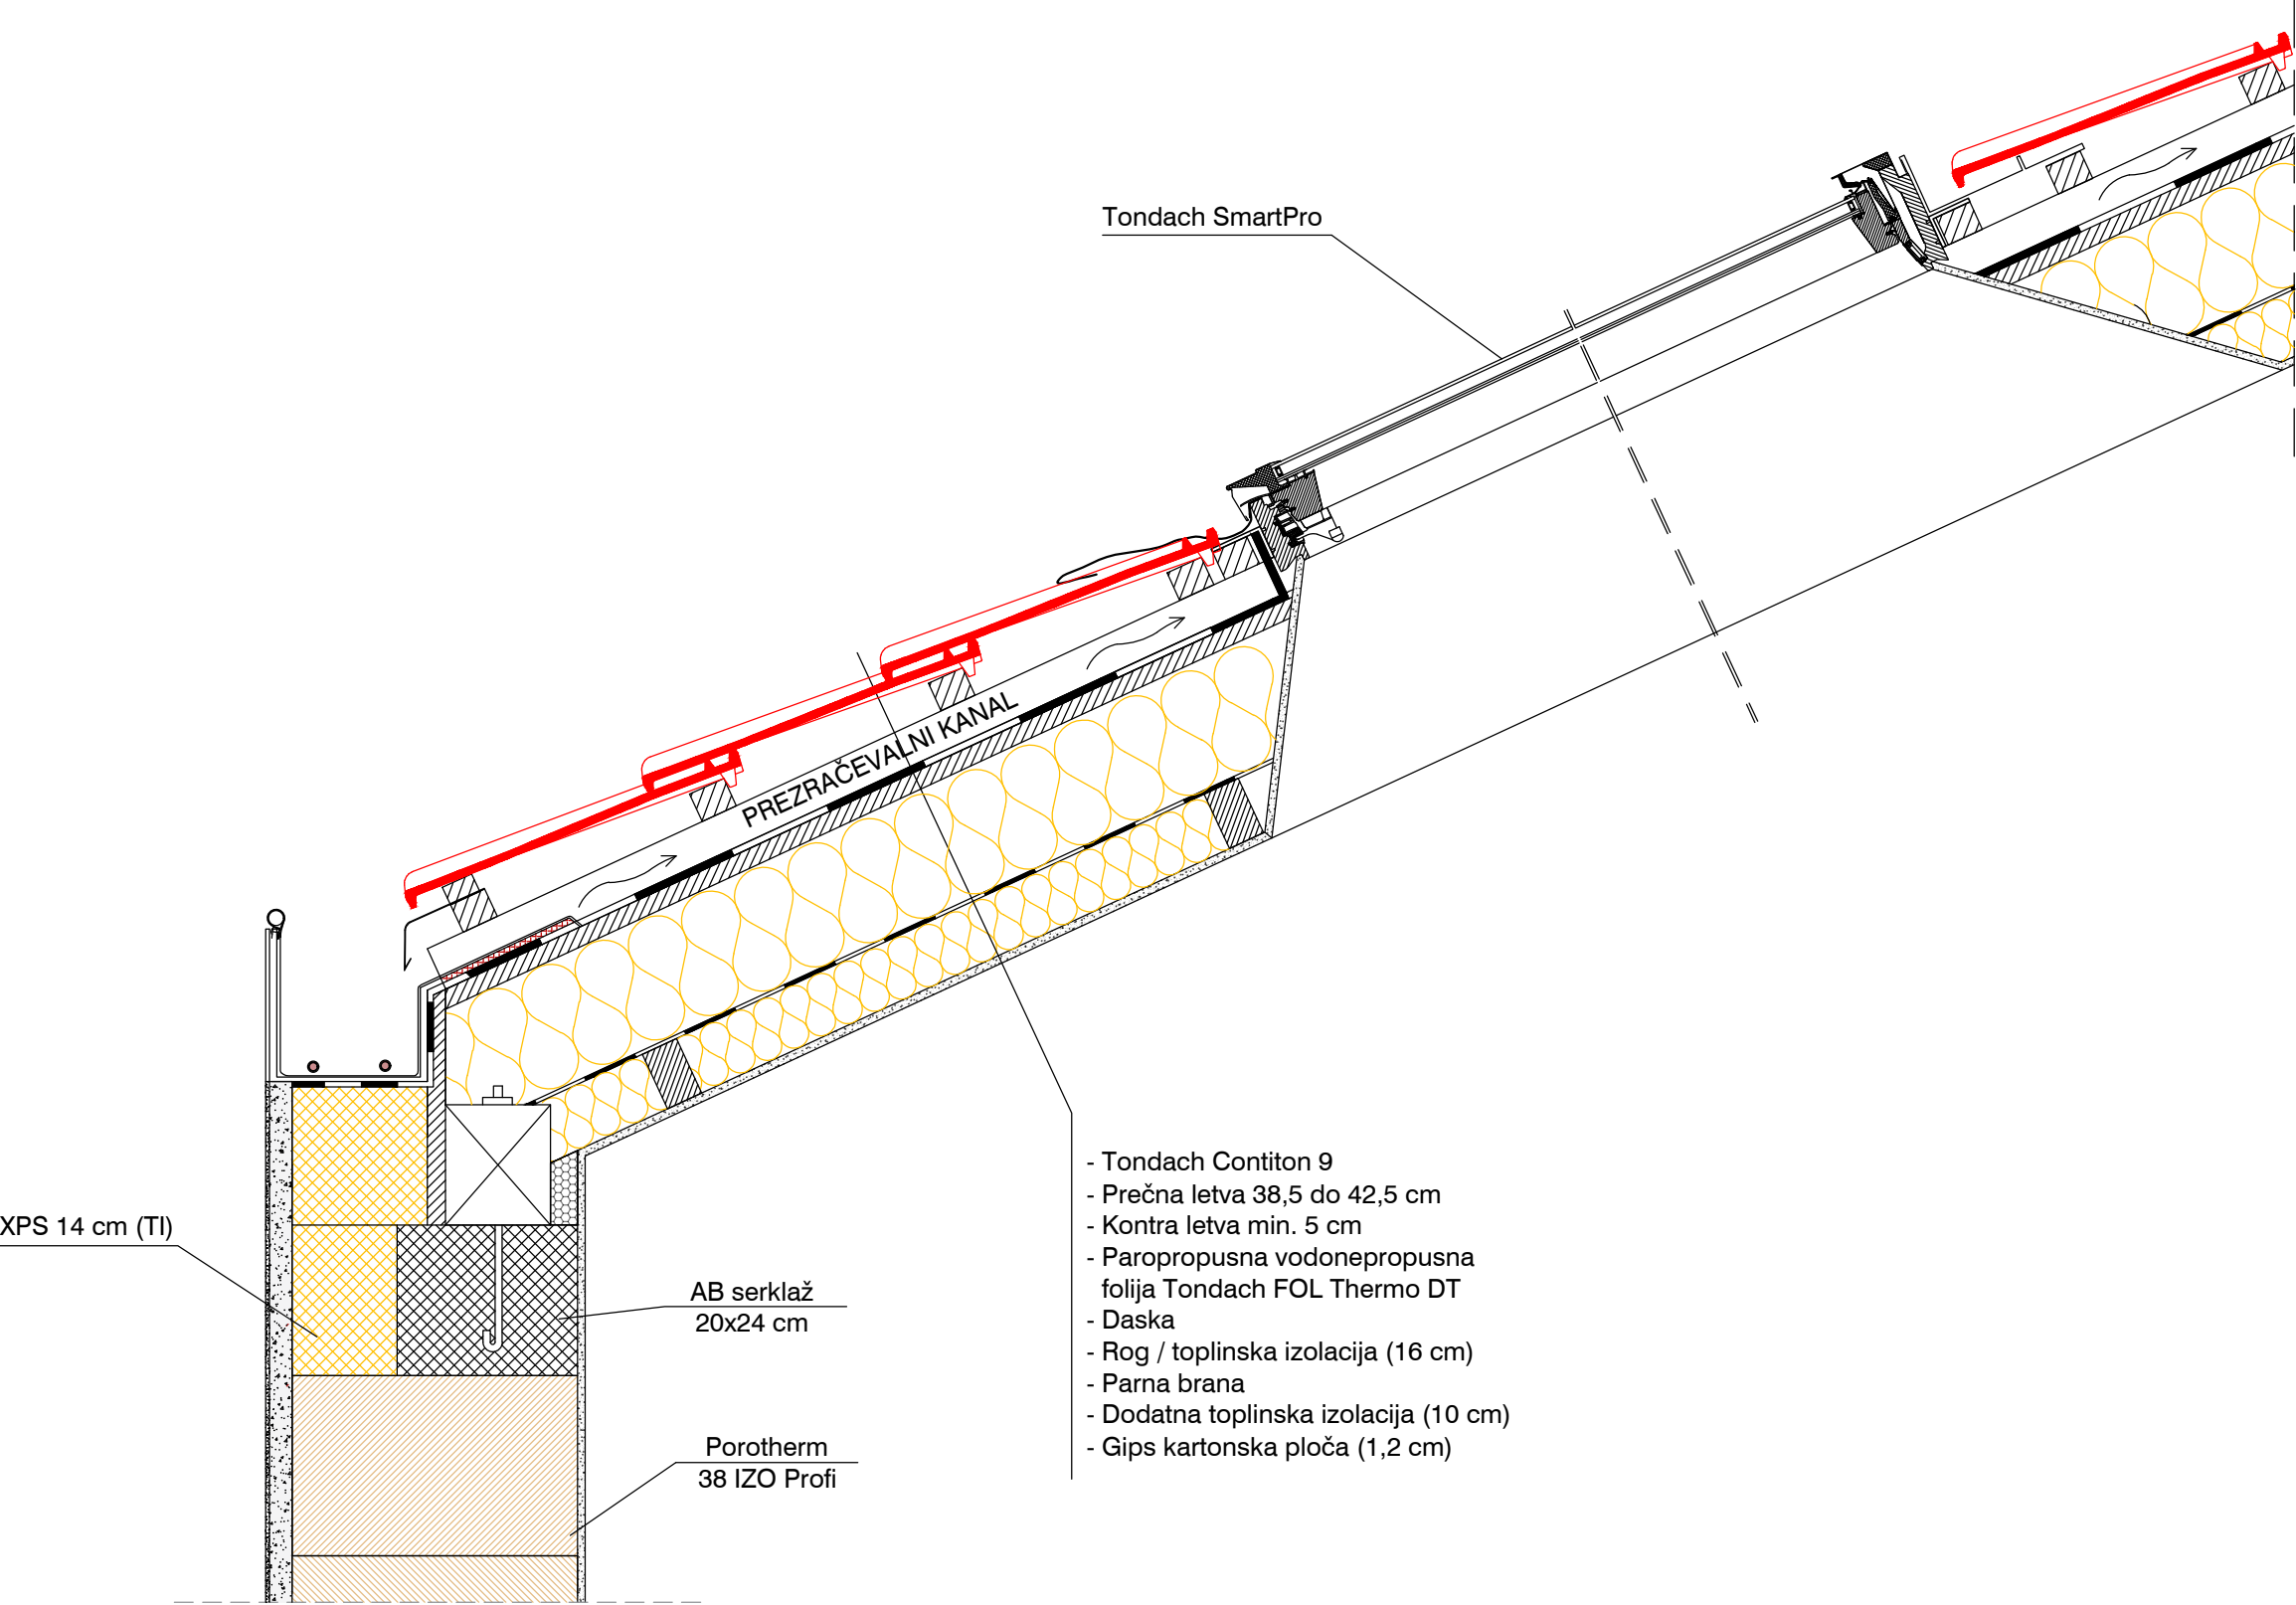 Tondach SmartPro
PREZRAČEVALNI KANAL
- Tondach Contiton 9
- Prečna letva 38,5 do 42,5 cm
- Kontra letva min. 5 cm
- Paropropusna vodonepropusna
folija Tondach FOL Thermo DT
- Daska
- Rog / toplinska izolacija (16 cm)
- Parna brana
- Dodatna toplinska izolacija (10 cm)
- Gips kartonska ploča (1,2 cm)
XPS 14 cm (TI)
AB serklaž
20x24 cm
Porotherm
38 IZO Profi